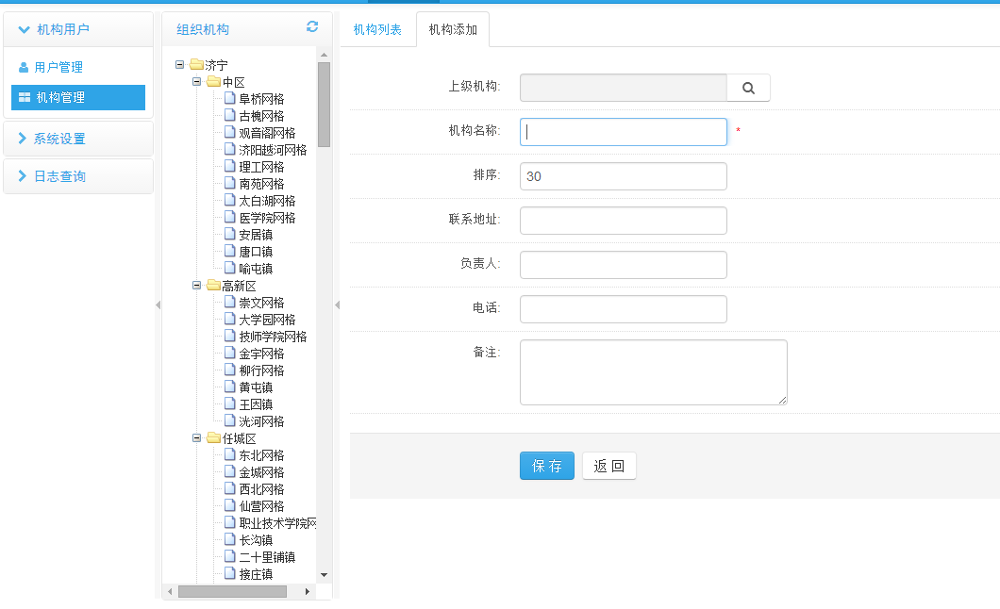 机构用户
用户管理
机构管理
系统设置
日志查询
组织机构
济宁
中区
阜桥网格
古槐网格
观音阁网格
济阳越河网格
理工网格
南苑网格
太白湖网格
医学院网格
安居镇
唐口镇
喻屯镇
高新区
崇文网格
大学园网格
技师学院网格
金宇网格
柳行网格
黄屯镇
王因镇
洸河网格
任城区
东北网格
金城网格
西北网格
仙营网格
职业技术学院网
长沟镇
二十里铺镇
接庄镇
机构列表 机构添加
上级机构:
机构名称: *
排序: 30
联系地址:
负责人:
电话:
备注:
保 存 返 回